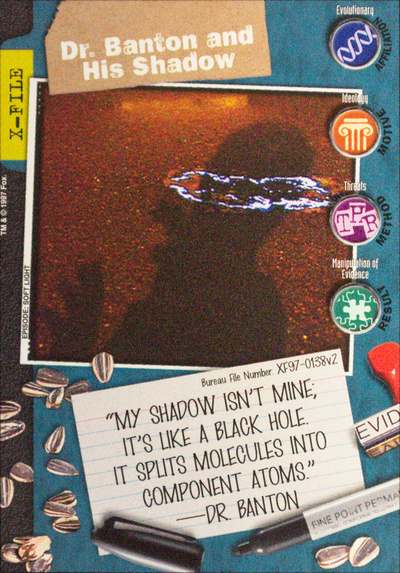 Dr. Banton and
His Shadow
X-FILE
TM & © 1997 Fox.
EPISODE: SOFT LIGHT
Evolutionary
AFFILIATION
Ideology
MOTIVE
Threats
TPR
METHOD
Manipulation of
Evidence
RESULT
Bureau File Number: XF97-0138v2
"MY SHADOW ISN'T MINE;
IT'S LIKE A BLACK HOLE.
IT SPLITS MOLECULES INTO
COMPONENT ATOMS."
—DR. BANTON
EVID
FINE POINT PERMA